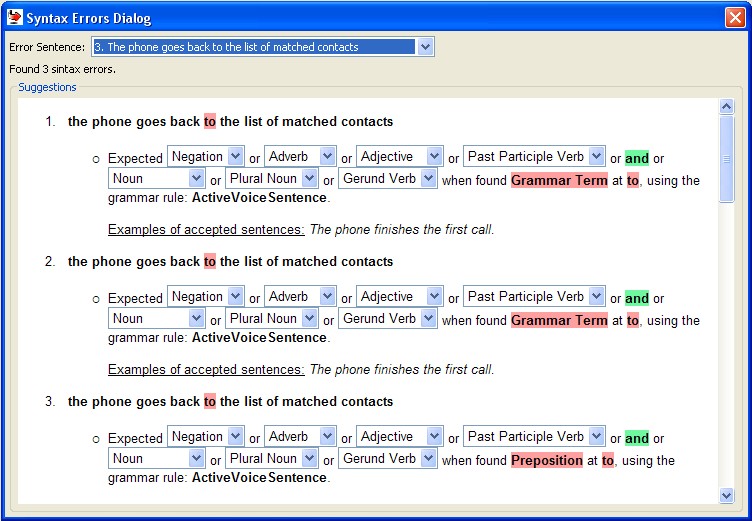 Syntax Errors Dialog
Error Sentence: 3. The phone goes back to the list of matched contacts
Found 3 sintax errors.
Suggestions
1. the phone goes back to the list of matched contacts
o Expected Negation or Adverb or Adjective or Past Participle Verb or and or
Noun or Plural Noun or Gerund Verb when found Grammar Term at to, using the
grammar rule: ActiveVoiceSentence.
Examples of accepted sentences: The phone finishes the first call.
2. the phone goes back to the list of matched contacts
o Expected Negation or Adverb or Adjective or Past Participle Verb or and or
Noun or Plural Noun or Gerund Verb when found Grammar Term at to, using the
grammar rule: ActiveVoiceSentence.
Examples of accepted sentences: The phone finishes the first call.
3. the phone goes back to the list of matched contacts
o Expected Negation or Adverb or Adjective or Past Participle Verb or and or
Noun or Plural Noun or Gerund Verb when found Preposition at to, using the
grammar rule: ActiveVoiceSentence.